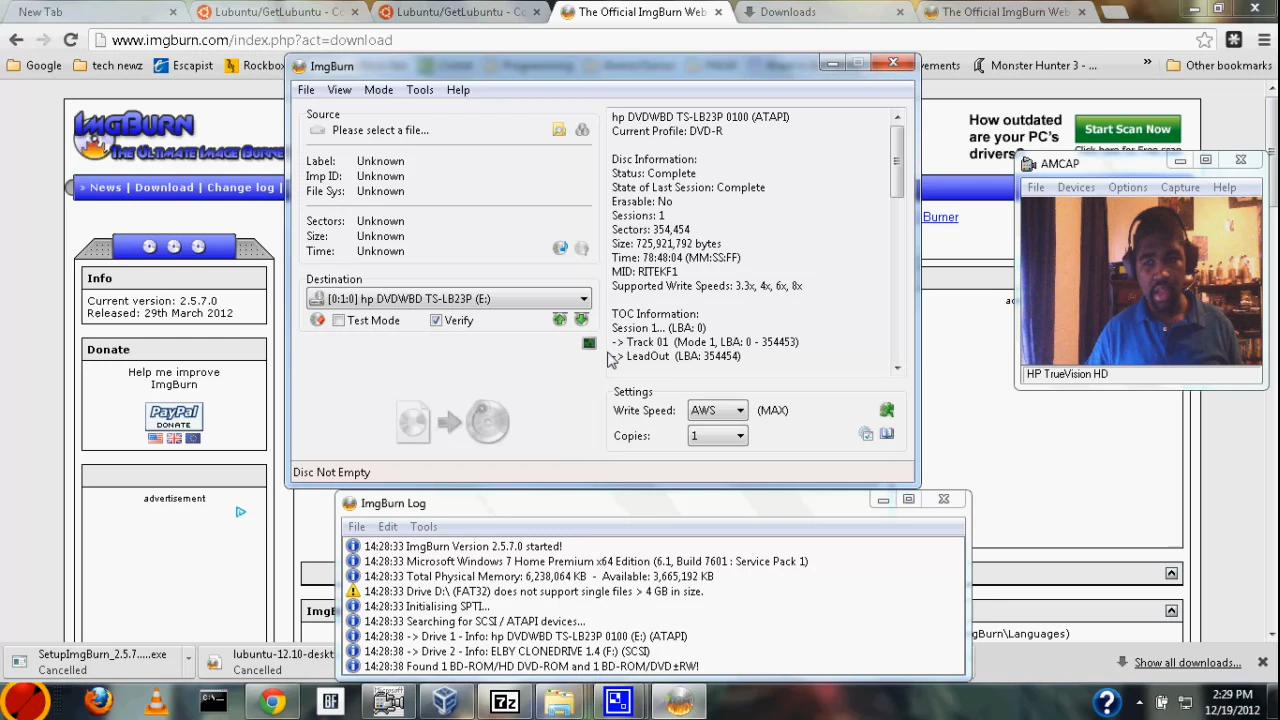 New Tab
Lubuntu/GetLubuntu - Co
Lubuntu/GetLubuntu - Co
The Official ImgBurn Web
Downloads
The Official ImgBurn Web
www.imgburn.com/index.php?act=download
Google
tech newz
Escapist
Rockbox
vements
Monster Hunter 3 - ...
»
Other bookmarks
ImgBurn
File View Mode Tools Help
Source
Please select a file...
Label: Unknown
Imp ID: Unknown
File Sys: Unknown
Sectors: Unknown
Size: Unknown
Time: Unknown
Destination
[0:1:0] hp DVDWBD TS-LB23P (E:)
Test Mode
Verify
hp DVDWBD TS-LB23P 0100 (ATAPI)
Current Profile: DVD-R
Disc Information:
Status: Complete
State of Last Session: Complete
Erasable: No
Sessions: 1
Sectors: 354,454
Size: 725,921,792 bytes
Time: 78:48:04 (MM:SS:FF)
MID: RITEKF1
Supported Write Speeds: 3.3x, 4x, 6x, 8x
TOC Information:
Session 1... (LBA: 0)
-> Track 01 (Mode 1, LBA: 0 - 354453)
-> LeadOut (LBA: 354454)
Settings
Write Speed: AWS (MAX)
Copies: 1
Disc Not Empty
ImgBurn
The Ultimate Image Burne
> News | Download | Change log |
Info
Current version: 2.5.7.0
Released: 29th March 2012
Donate
Help me improve
ImgBurn
PayPal
DONATE
advertisement
How outdated
are your PC's
drivers?
Start Scan Now
Burner
AMCAP
File Devices Options Capture Help
HP TrueVision HD
ImgBurn Log
File Edit Tools
14:28:33 ImgBurn Version 2.5.7.0 started!
14:28:33 Microsoft Windows 7 Home Premium x64 Edition (6.1, Build 7601 : Service Pack 1)
14:28:33 Total Physical Memory: 6,238,064 KB - Available: 3,665,192 KB
14:28:33 Drive D:\ (FAT32) does not support single files > 4 GB in size.
14:28:33 Initialising SPTI...
14:28:33 Searching for SCSI / ATAPI devices...
14:28:38 -> Drive 1 - Info: hp DVDWBD TS-LB23P 0100 (E:) (ATAPI)
14:28:38 -> Drive 2 - Info: ELBY CLONEDRIVE 1.4 (F:) (SCSI)
14:28:38 Found 1 BD-ROM/HD DVD-ROM and 1 BD-ROM/DVD±RW!
ImgB
gBurn\Languages)
SetupImgBurn_2.5.7....exe
Cancelled
lubuntu-12.10-deskt
Cancelled
Show all downloads...
7z
2:29 PM
12/19/2012